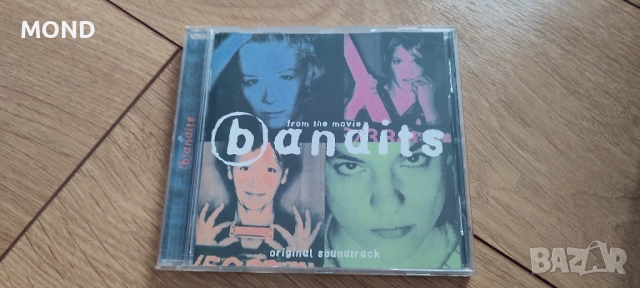 MOND
from the movie
bandits
bandits
original soundtrack
BAZAR